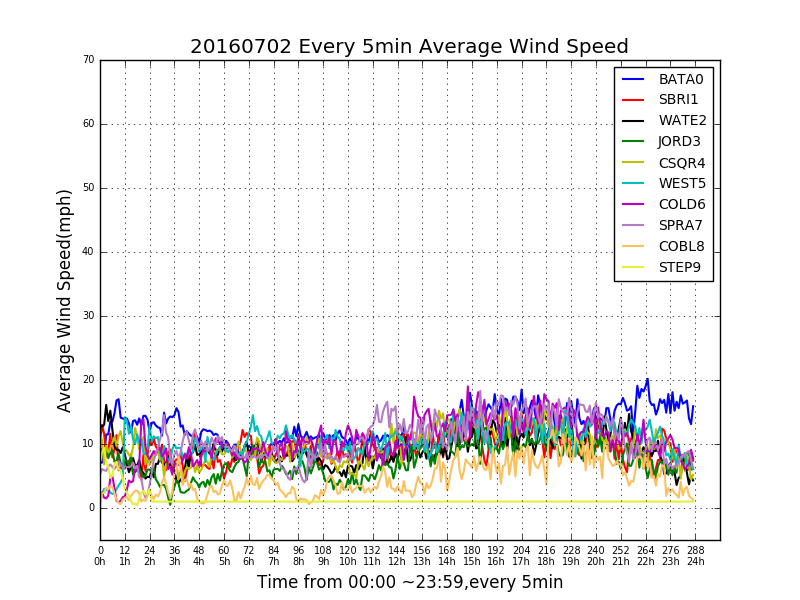 20160702 Every 5min Average Wind Speed
Average Wind Speed(mph)
70
60
50
40
30
20
10
0
BATA0
SBRI1
WATE2
JORD3
CSQR4
WEST5
COLD6
SPRA7
COBL8
STEP9
0 12 24 36 48 60 72 84 96 108 120 132 144 156 168 180 192 204 216 228 240 252 264 276 288
0h 1h 2h 3h 4h 5h 6h 7h 8h 9h 10h 11h 12h 13h 14h 15h 16h 17h 18h 19h 20h 21h 22h 23h 24h
Time from 00:00 ~23:59,every 5min